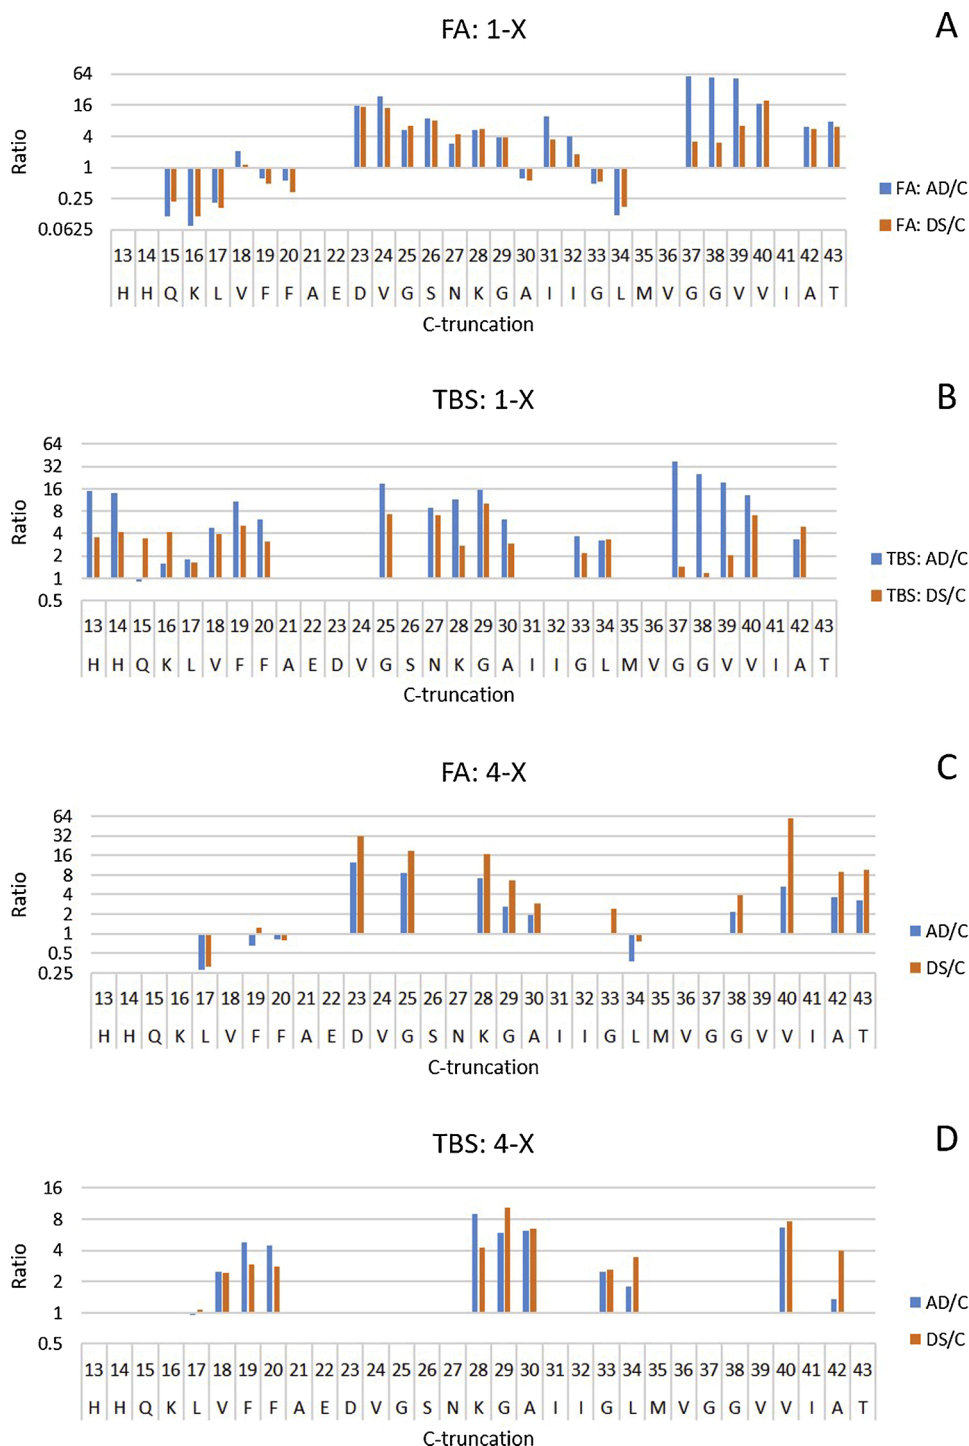 FA: 1-X
A
64
16
4
1
0.25
0.0625
Ratio
FA: AD/C
FA: DS/C
13 14 15 16 17 18 19 20 21 22 23 24 25 26 27 28 29 30 31 32 33 34 35 36 37 38 39 40 41 42 43
H H Q K L V F F A E D V G S N K G A I I G L M V G G V V I A T
C-truncation
TBS: 1-X
B
64
32
16
8
4
2
1
0.5
Ratio
TBS: AD/C
TBS: DS/C
13 14 15 16 17 18 19 20 21 22 23 24 25 26 27 28 29 30 31 32 33 34 35 36 37 38 39 40 41 42 43
H H Q K L V F F A E D V G S N K G A I I G L M V G G V V I A T
C-truncation
FA: 4-X
C
64
32
16
8
4
2
1
0.5
0.25
Ratio
AD/C
DS/C
13 14 15 16 17 18 19 20 21 22 23 24 25 26 27 28 29 30 31 32 33 34 35 36 37 38 39 40 41 42 43
H H Q K L V F F A E D V G S N K G A I I G L M V G G V V I A T
C-truncation
TBS: 4-X
D
16
8
4
2
1
0.5
Ratio
AD/C
DS/C
13 14 15 16 17 18 19 20 21 22 23 24 25 26 27 28 29 30 31 32 33 34 35 36 37 38 39 40 41 42 43
H H Q K L V F F A E D V G S N K G A I I G L M V G G V V I A T
C-truncation